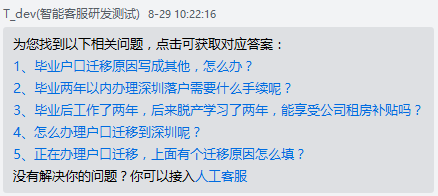 T_dev(智能客服研发测试) 8-29 10:22:16
为您找到以下相关问题，点击可获取对应答案：
1、毕业户口迁移原因写成其他，怎么办？
2、毕业两年以内办理深圳落户需要什么手续呢？
3、毕业后工作了两年，后来脱产学习了两年，能享受公司租房补贴吗？
4、怎么办理户口迁移到深圳呢？
5、正在办理户口迁移，上面有个迁移原因怎么填？
没有解决你的问题？你可以接入人工客服